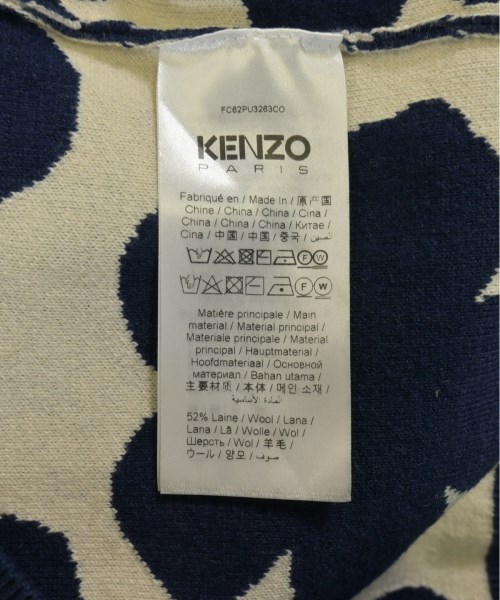 FC62PU3263CO
KENZO
PARIS
Fabriqué en / Made In / 原产国
Chine / China / China / Cina /
China / China / China / Китае /
Cina / 中国 / 中国 / 중국 / الصين
F W
F W
Matière principale / Main
material / Material principal /
Materiale principale / Material
principal / Hauptmaterial /
Hoofdmateriaal / Основной
материал / Bahan utama /
主要材质 / 本体 / 메인 소재 /
المادة الأساسية /
52% Laine / Wool / Lana /
Lana / Lã / Wolle / Wol /
Шерсть / Wol / 羊毛 /
ウール / 양모 / صوف /